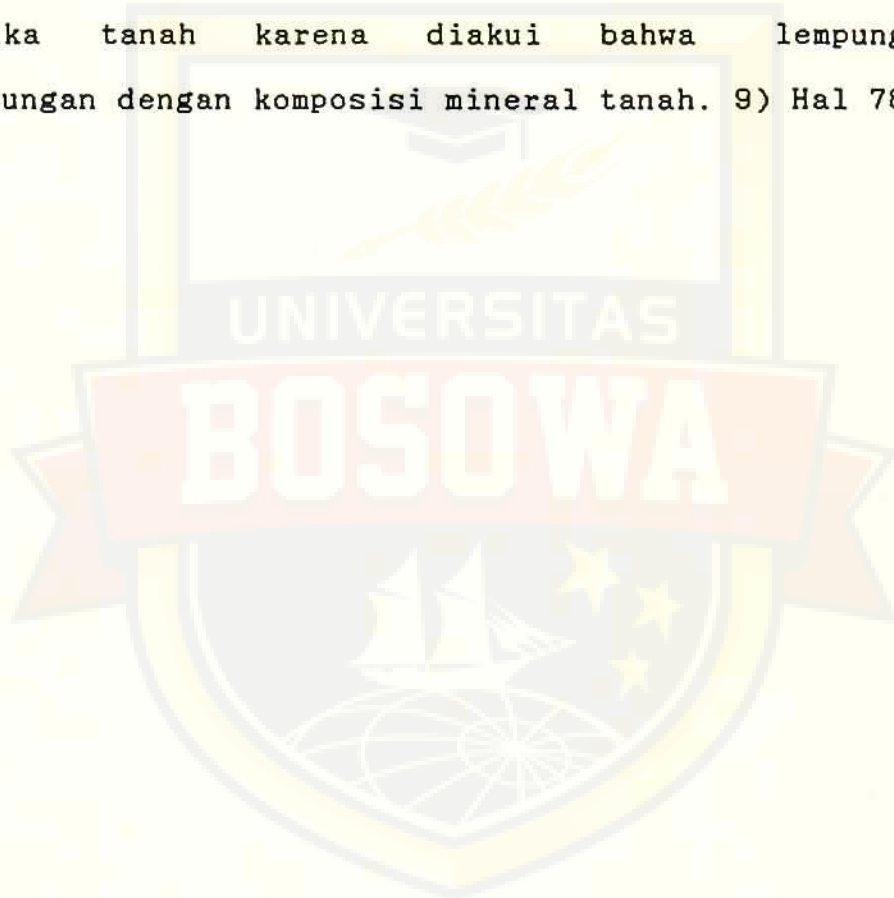 ka tanah karena diakui bahwa lempung
ungan dengan komposisi mineral tanah. 9) Hal 78
UNIVERSITAS
BOSOWA